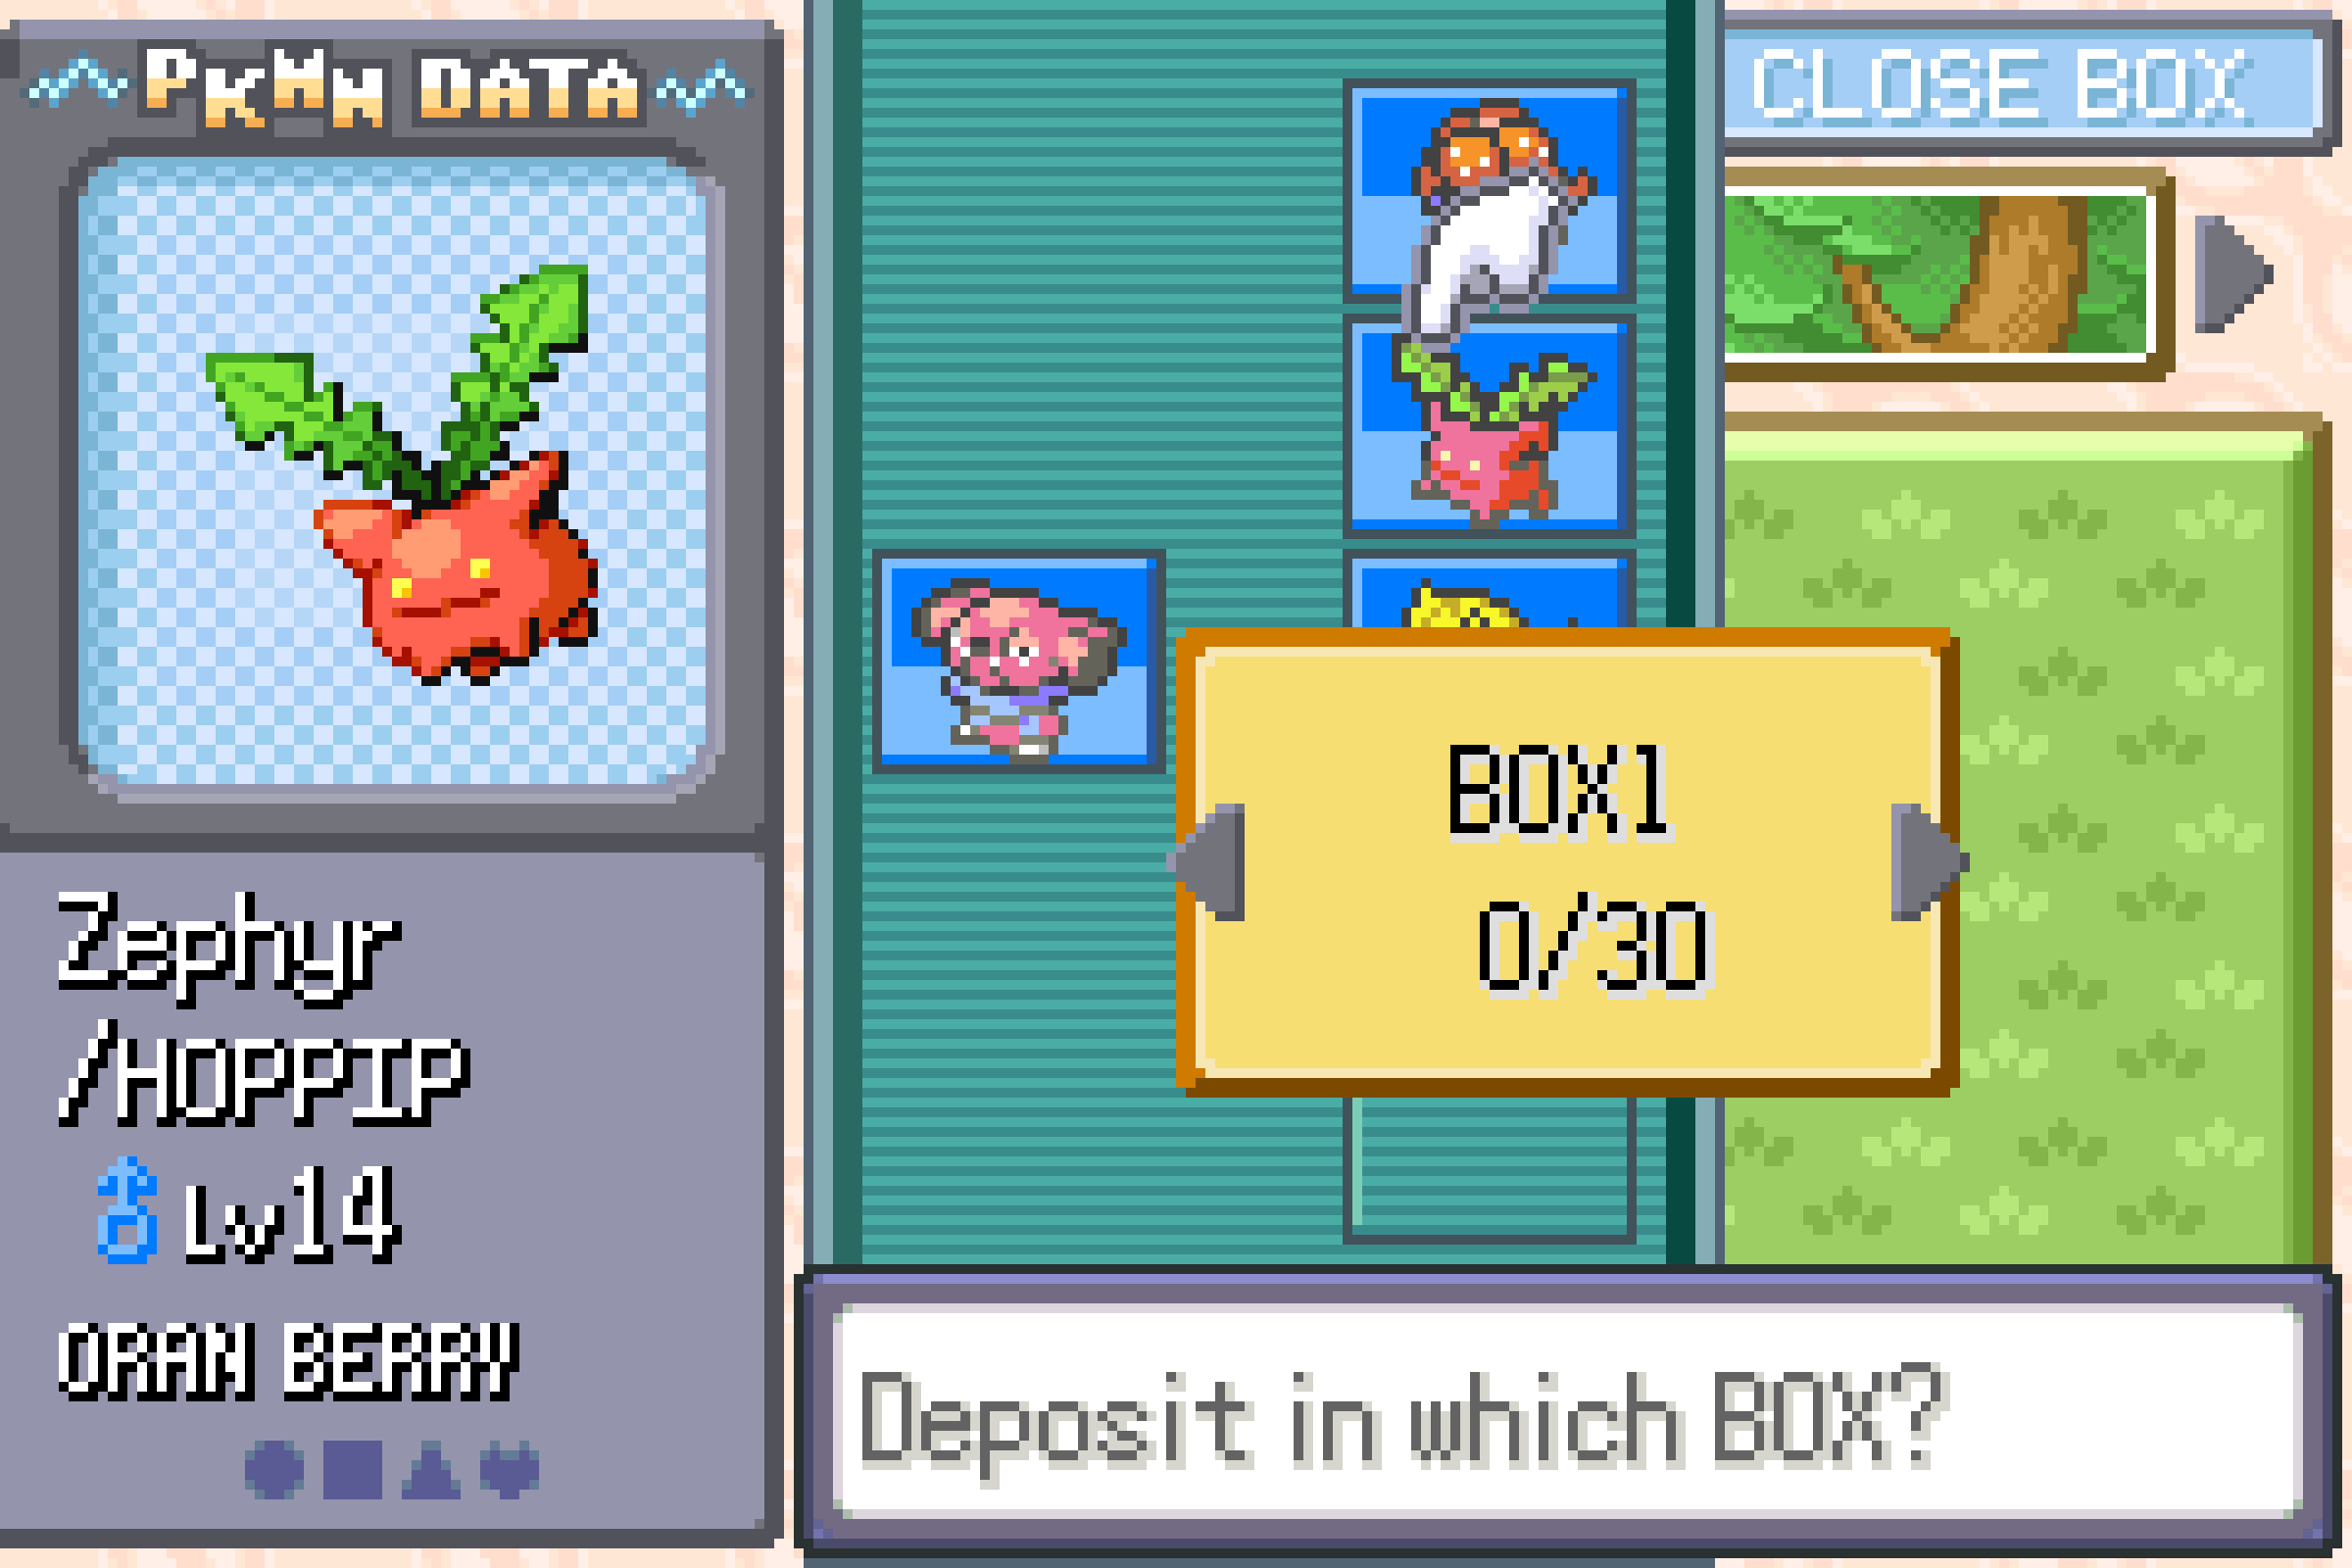 PKMN DATA
Zephyr
/HOPPIP
♂ Lv14
ORAN BERRY
CLOSE BOX
BOX1
0/30
Deposit in which BOX?